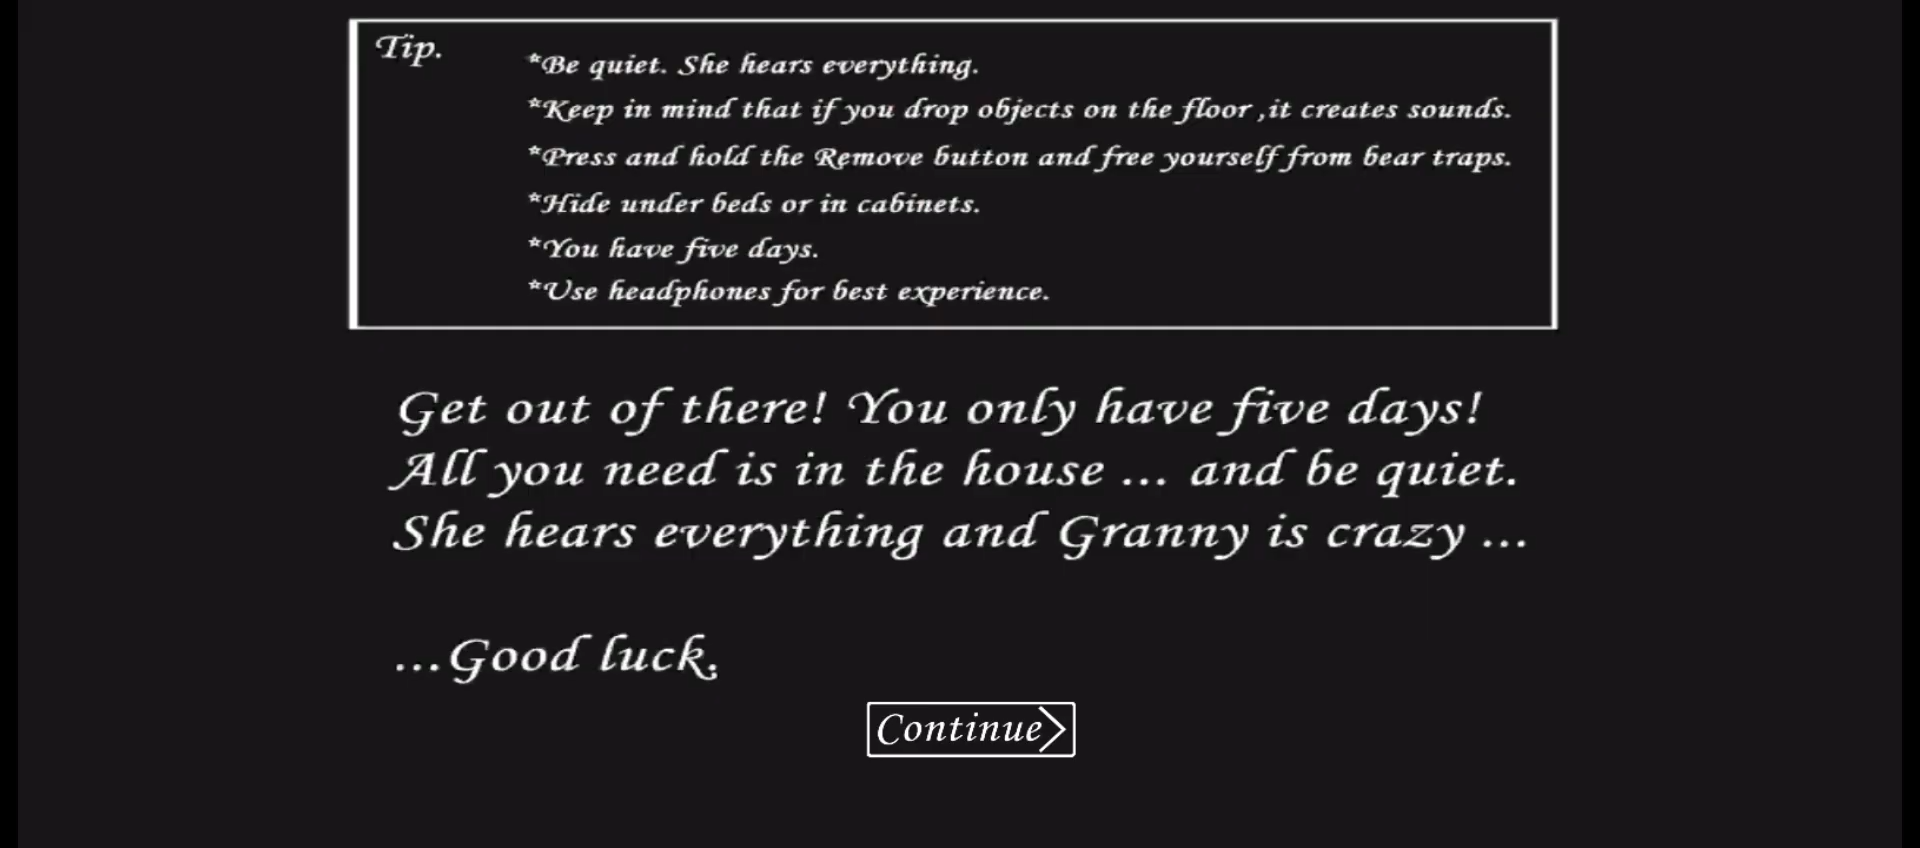 Tip.
*Be quiet. She hears everything.
*Keep in mind that if you drop objects on the floor ,it creates sounds.
*Press and hold the Remove button and free yourself from bear traps.
*Hide under beds or in cabinets.
*You have five days.
*Use headphones for best experience.
Get out of there! You only have five days!
All you need is in the house ... and be quiet.
She hears everything and Granny is crazy ...
...Good luck.
Continue>